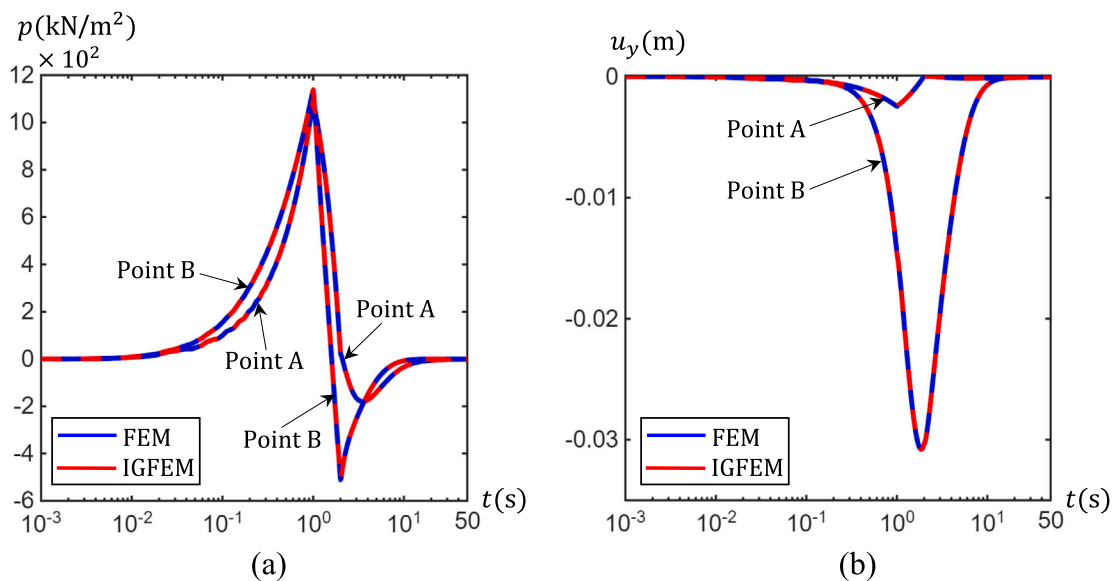 p(kN/m²)
× 10²
12
10
8
6
4
2
0
-2
-4
-6
Point B
Point A
Point A
Point B
FEM
IGFEM
10⁻³
10⁻²
10⁻¹
10⁰
10¹
50
t(s)
(a)
u_y(m)
0
-0.01
-0.02
-0.03
Point A
Point B
FEM
IGFEM
10⁻³
10⁻²
10⁻¹
10⁰
10¹
50
t(s)
(b)